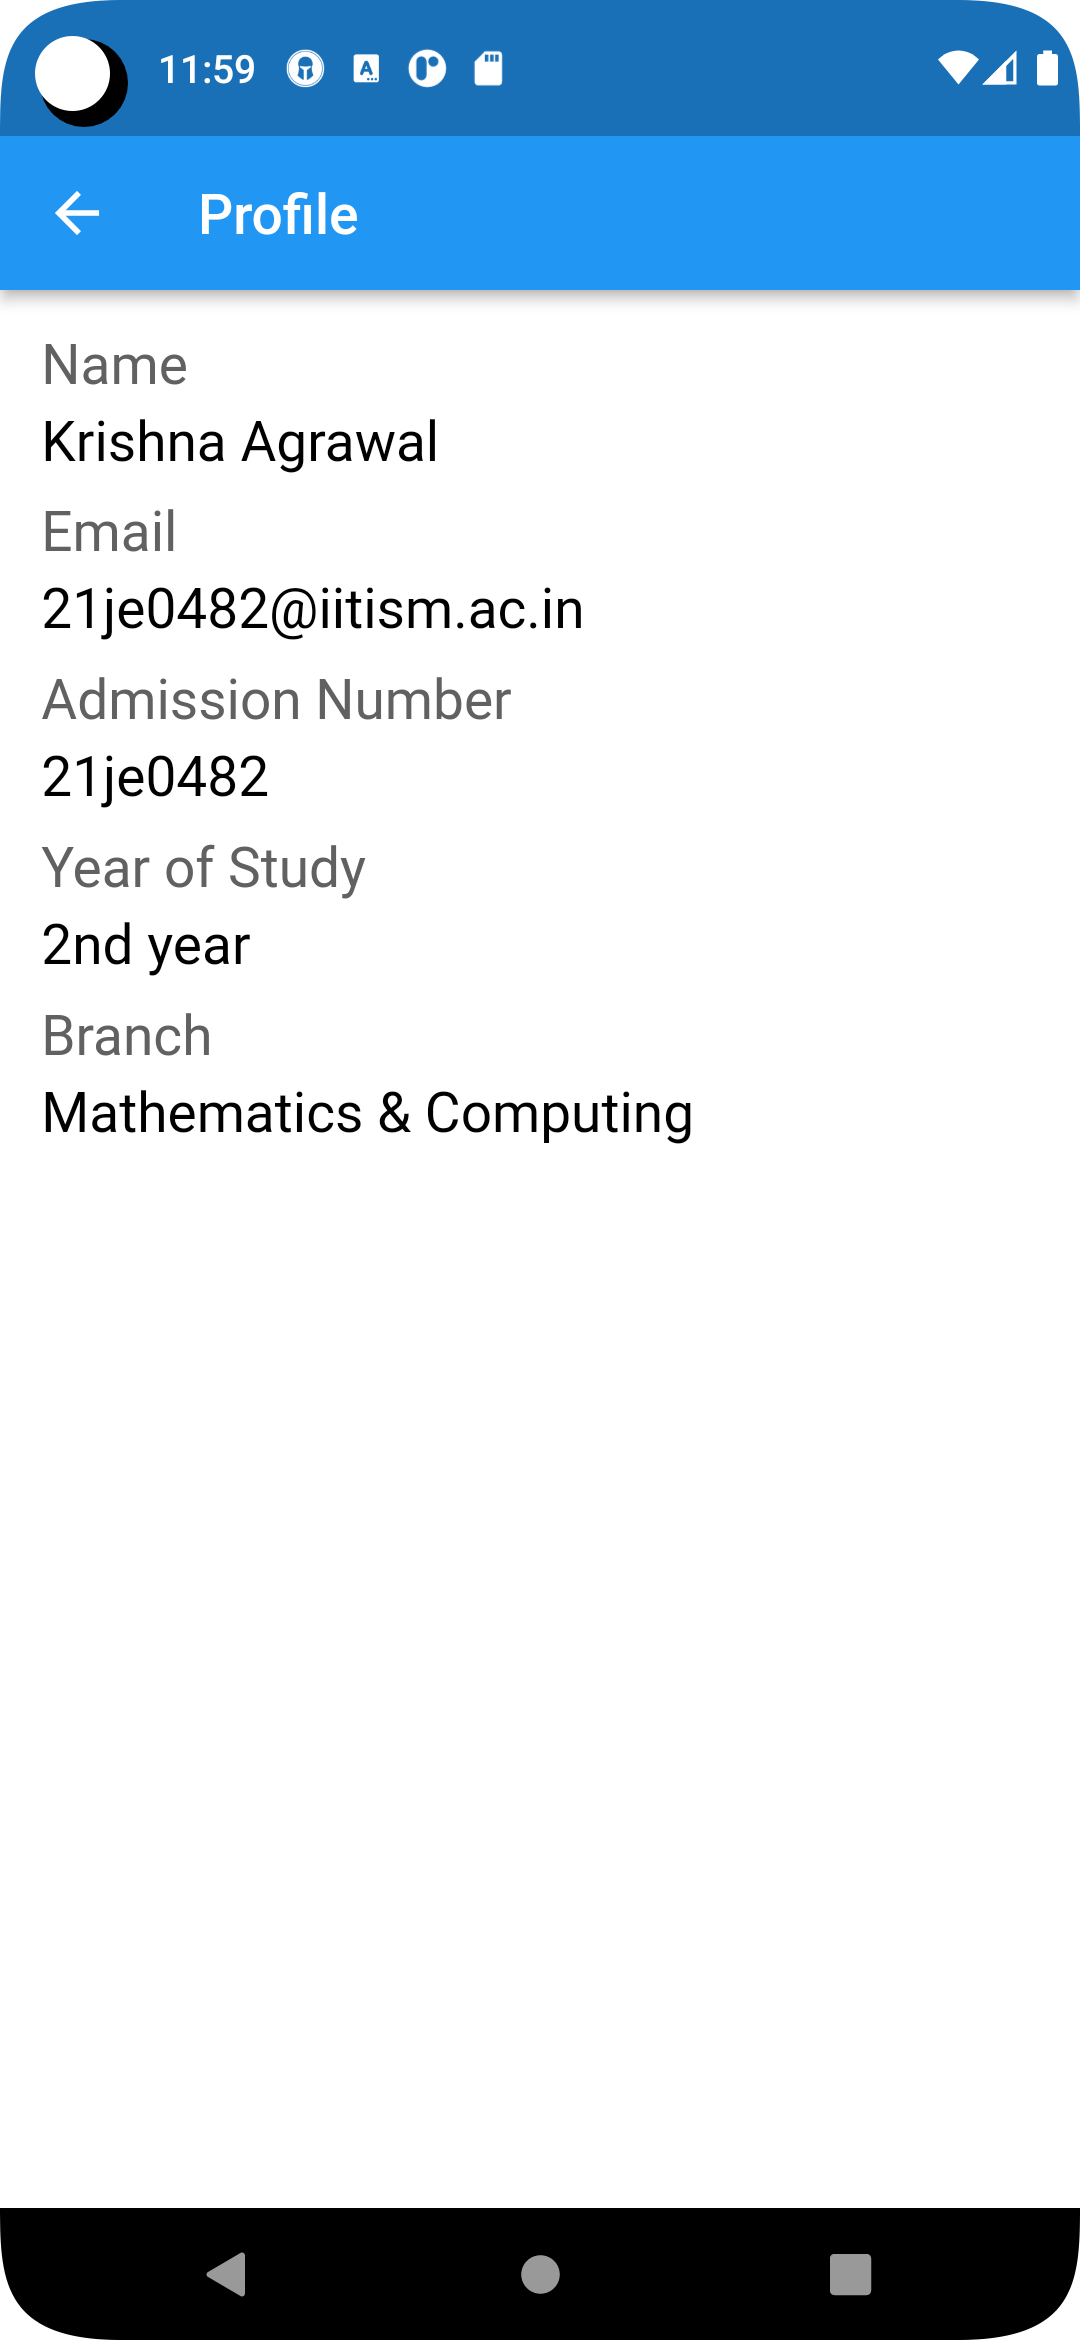 11:59
Profile
Name
Krishna Agrawal
Email
21je0482@iitism.ac.in
Admission Number
21je0482
Year of Study
2nd year
Branch
Mathematics & Computing